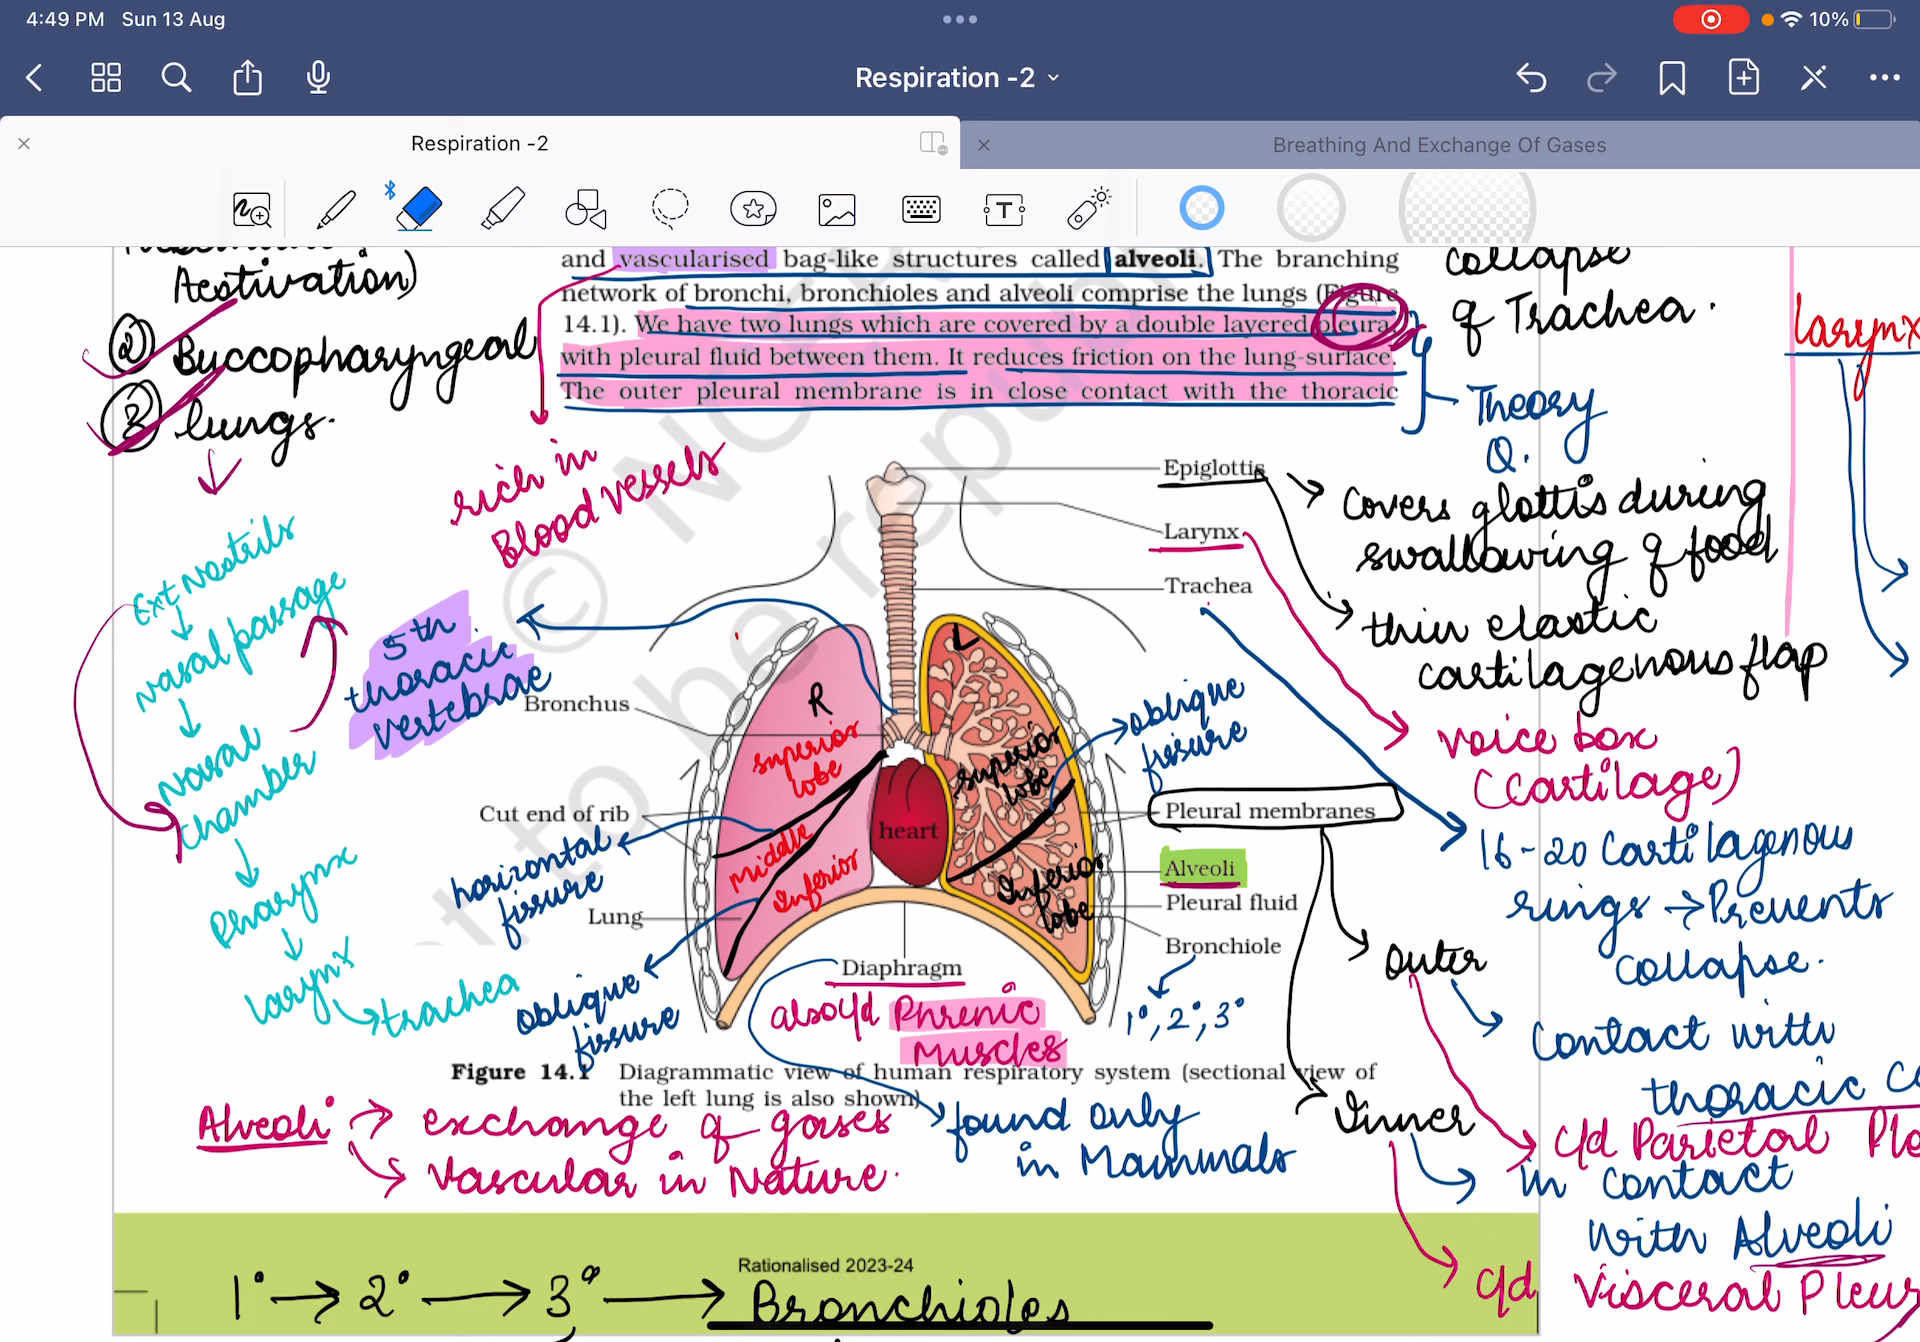 4:49 PM Sun 13 Aug
10%
Respiration -2
Respiration -2
Breathing And Exchange Of Gases
Aestivation)
② Buccopharyngeal
③ lungs.
and vascularised bag-like structures called alveoli. The branching
network of bronchi, bronchioles and alveoli comprise the lungs (Figure
14.1). We have two lungs which are covered by a double layered pleura,
with pleural fluid between them. It reduces friction on the lung-surface.
The outer pleural membrane is in close contact with the thoracic
collapse
of Trachea.
larynx
Theory
Q.
rich in
Blood vessels
Ext Nostrils
Nasal passage
Nasal
chamber
Pharynx
larynx
trachea
5th
thoracic
vertebrae
Epiglottis
Larynx
Trachea
Bronchus
Cut end of rib
Lung
Diaphragm
Pleural membranes
Alveoli
Pleural fluid
Bronchiole
1°, 2°, 3°
R
superior
lobe
Middle
Inferior
L
superior
lobe
Inferior
lobe
heart
oblique
fissure
horizontal
fissure
oblique
fissure
also c/d Phrenic
Muscles
covers glottis during
swallowing of food
thin elastic
cartilagenous flap
voice box
(cartilage)
16-20 Cartilagenous
rings → Prevents
collapse.
Outer
contact with
thoracic
c/d Parietal
Inner
in contact
with Alveoli
c/d Visceral Pleur
Figure 14.1 Diagrammatic view of human respiratory system (sectional view of
the left lung is also shown)
found only
in Mammals
Alveoli → exchange of gases
→ Vascular in Nature.
NOT to be republ
© NC
Rationalised 2023-24
1° → 2° → 3° → Bronchioles